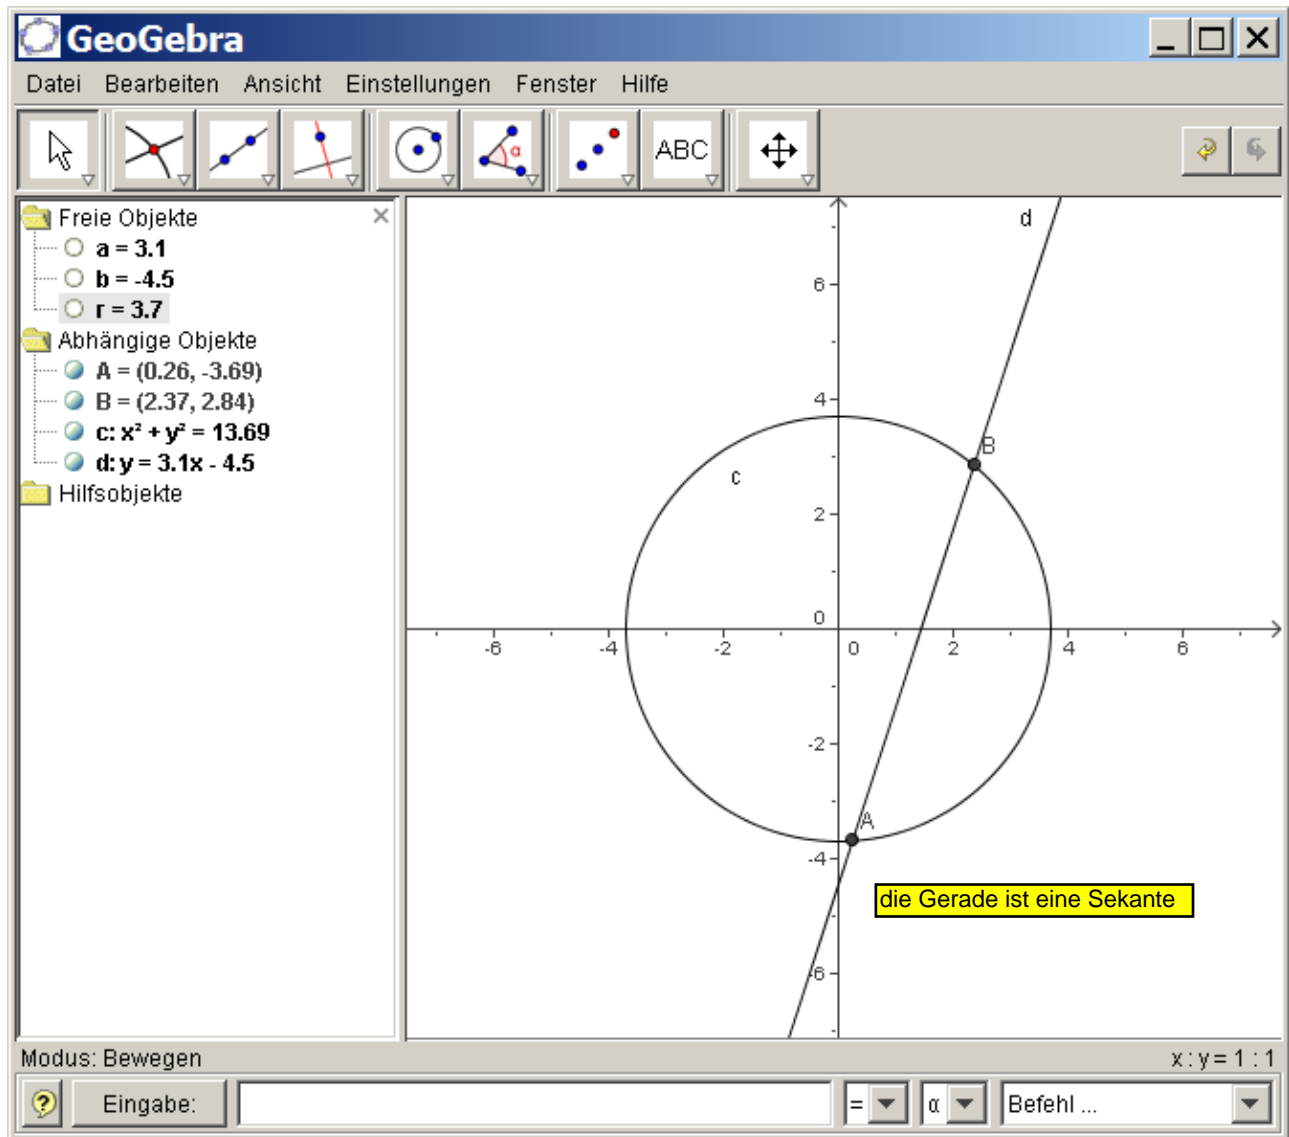 GeoGebra
Datei Bearbeiten Ansicht Einstellungen Fenster Hilfe
α ABC
Freie Objekte
a = 3.1
b = -4.5
r = 3.7
Abhängige Objekte
A = (0.26, -3.69)
B = (2.37, 2.84)
c: x² + y² = 13.69
d: y = 3.1x - 4.5
Hilfsobjekte
d
6
4
B
c
2
0
-6 -4 -2 0 2 4 6
-2
A
-4
die Gerade ist eine Sekante
-6
Modus: Bewegen x : y = 1 : 1
? Eingabe: = α Befehl ...